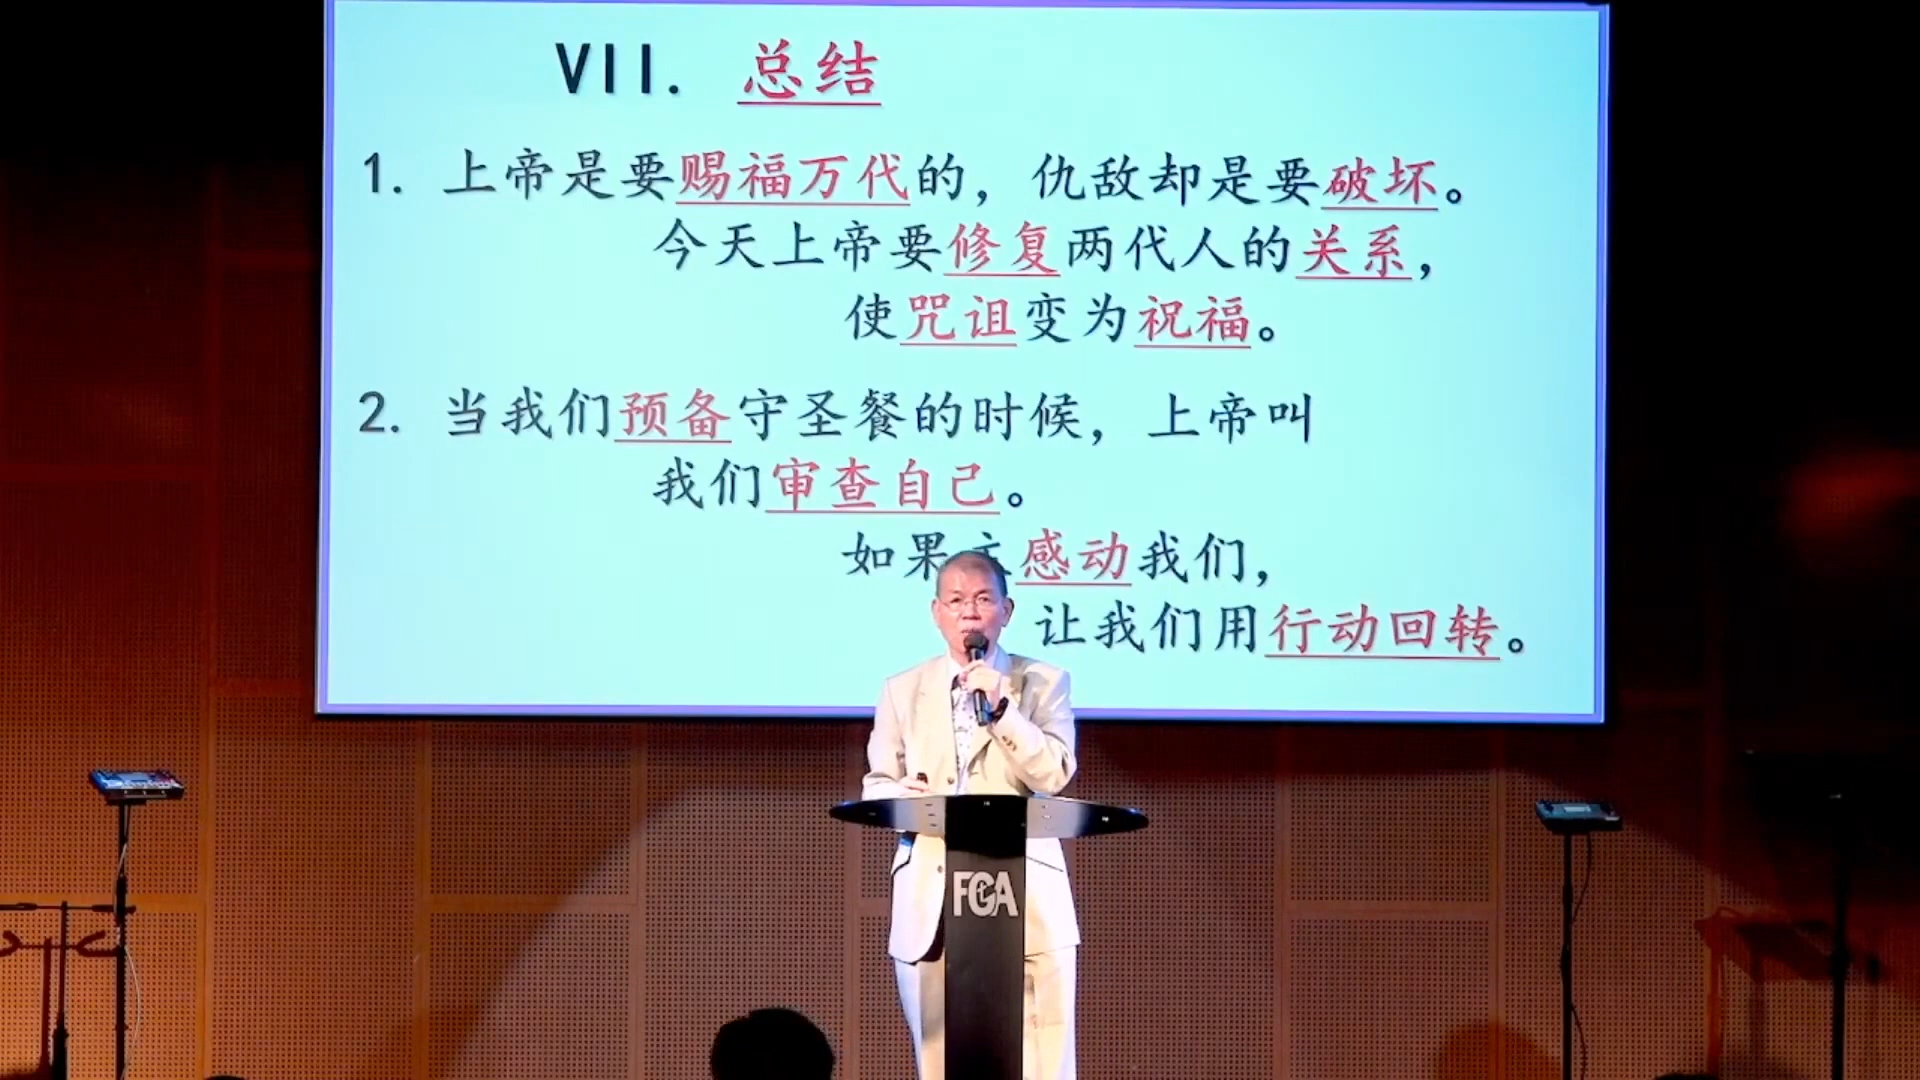 VII. 总结
1. 上帝是要赐福万代的，仇敌却是要破坏。
今天上帝要修复两代人的关系，
使咒诅变为祝福。
2. 当我们预备守圣餐的时候，上帝叫
我们审查自己。
如果感动我们，
让我们用行动回转。
FGA